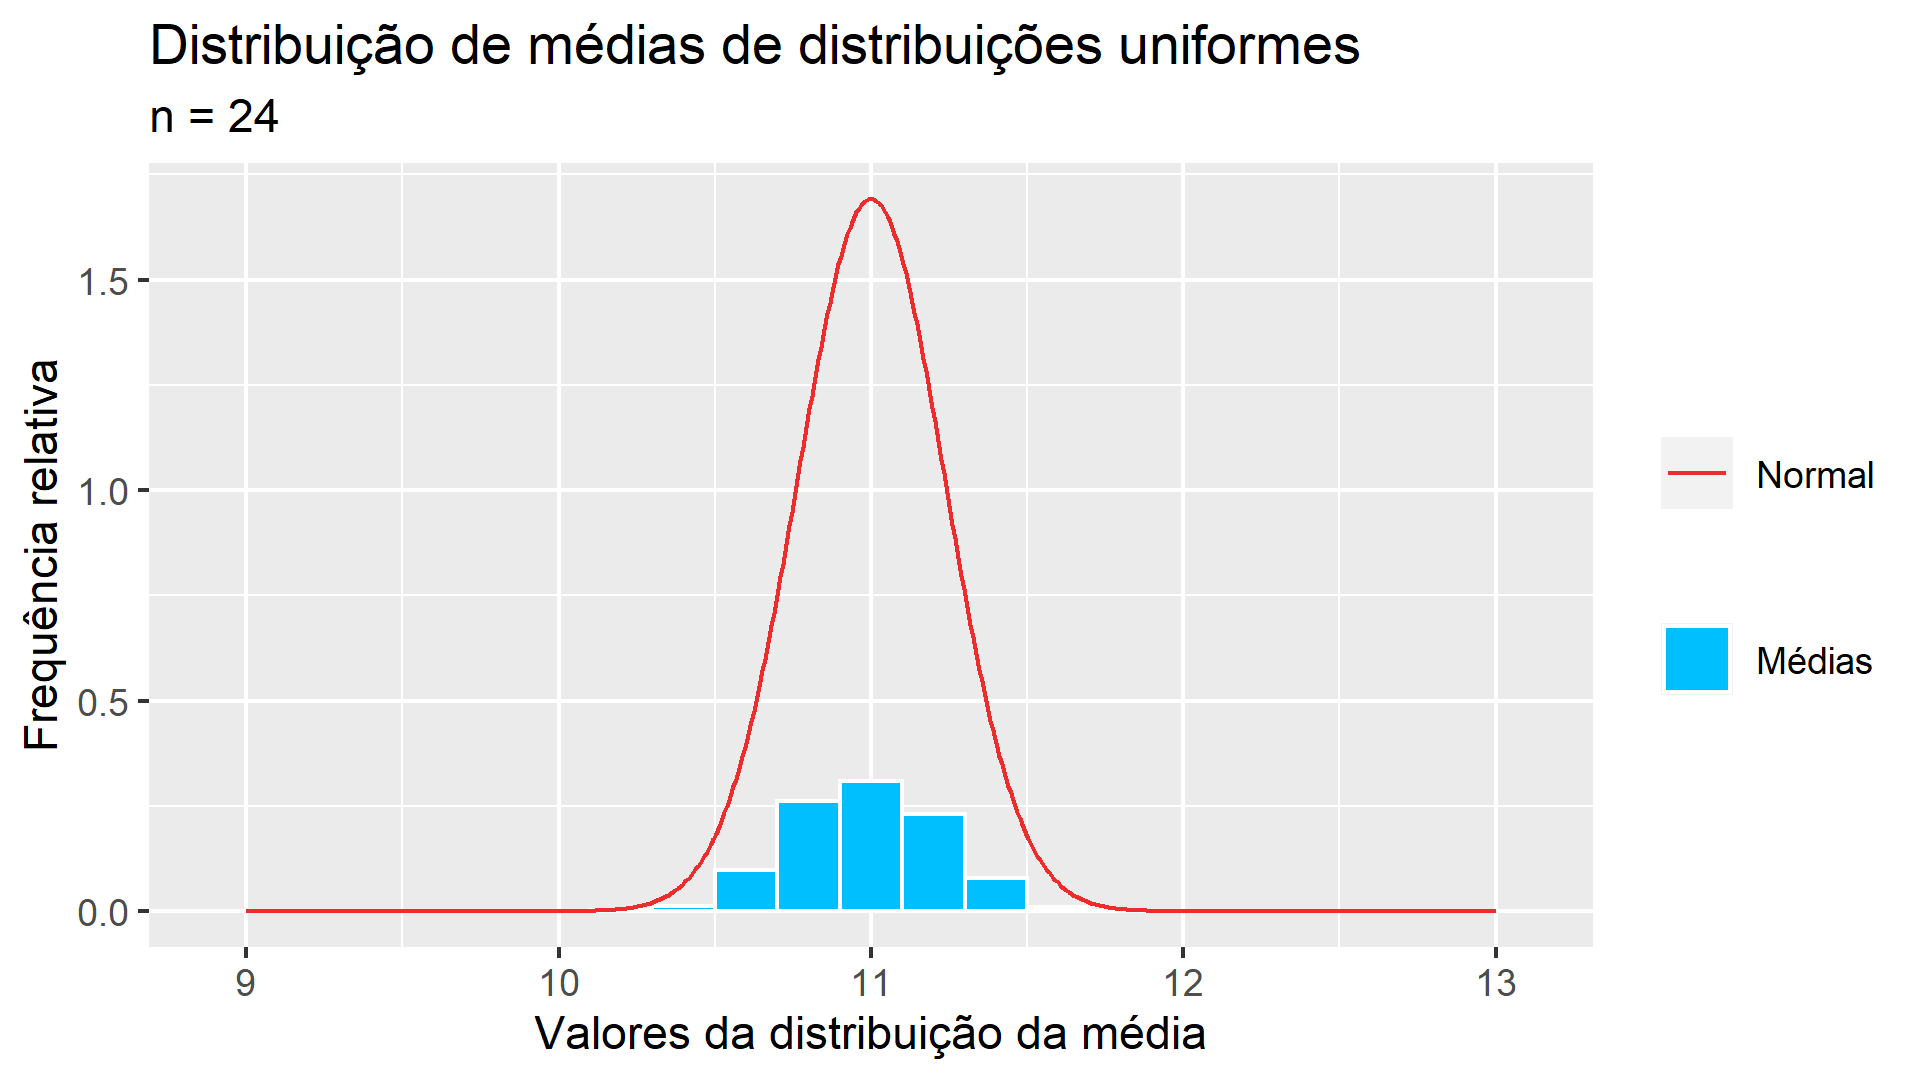 Distribuição de médias de distribuições uniformes
n = 24
Frequência relativa
1.5
1.0
0.5
0.0
9 10 11 12 13
Valores da distribuição da média
Normal
Médias